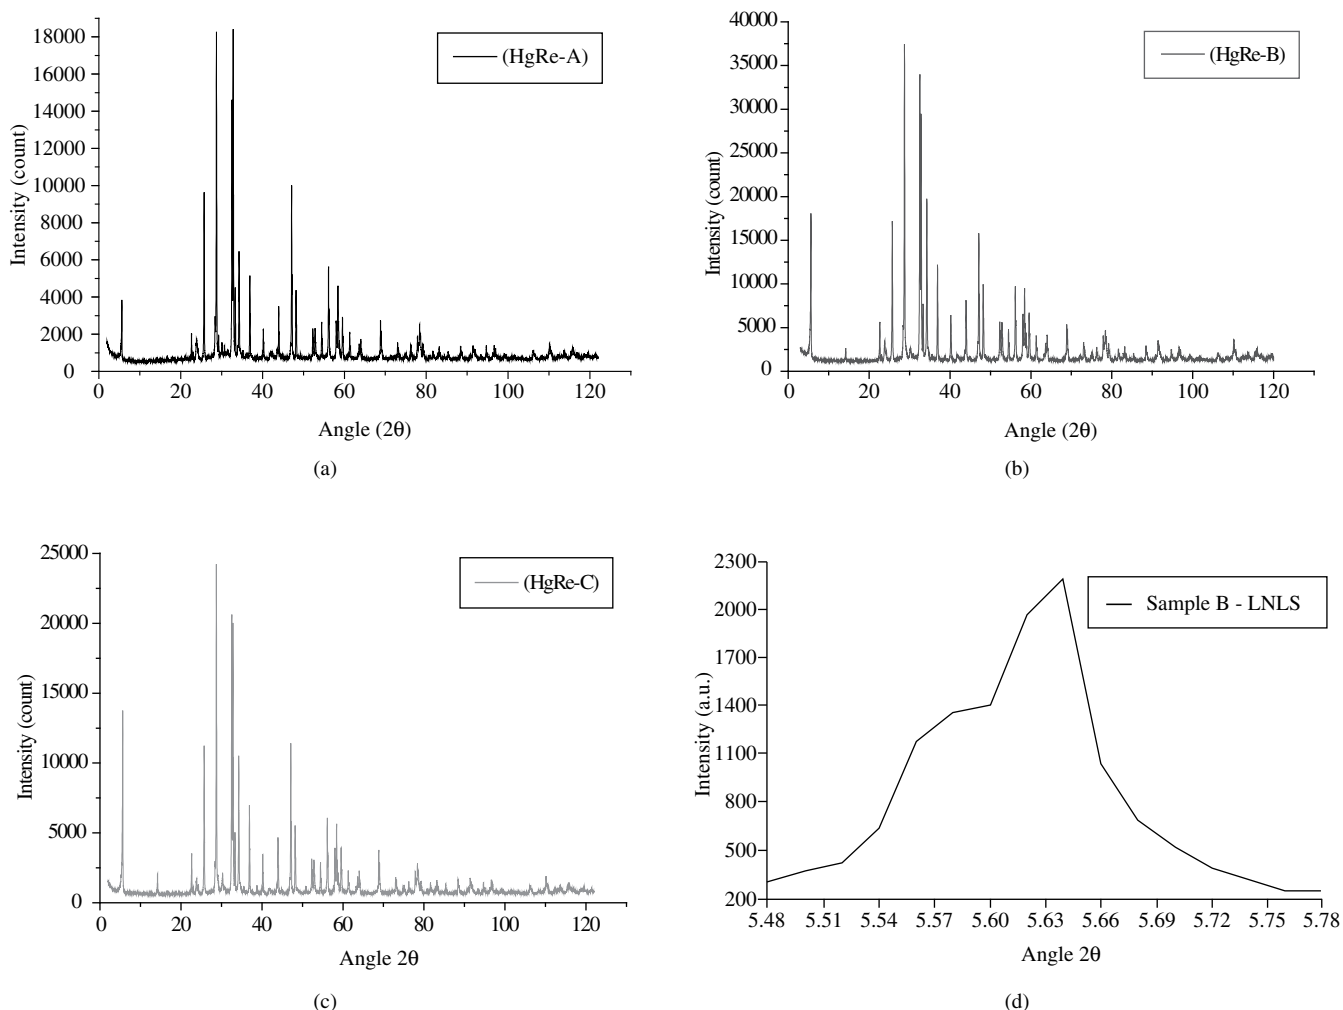 18000
16000
14000
12000
10000
8000
6000
4000
2000
0
Intensity (count)
(HgRe-A)
0 20 40 60 80 100 120
Angle (2θ)
(a)
40000
35000
30000
25000
20000
15000
10000
5000
0
Intensity (count)
(HgRe-B)
0 20 40 60 80 100 120
Angle (2θ)
(b)
25000
20000
15000
10000
5000
0
Intensity (count)
(HgRe-C)
0 20 40 60 80 100 120
Angle 2θ
(c)
2300
2000
1700
1400
1100
800
500
200
Intensity (a.u.)
Sample B - LNLS
5.48 5.51 5.54 5.57 5.60 5.63 5.66 5.69 5.72 5.75 5.78
Angle 2θ
(d)